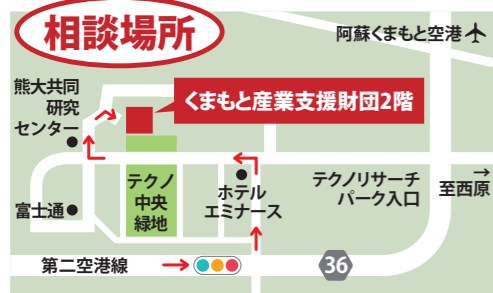 相談場所
阿蘇くまもと空港
熊大共同
研究
センター
くまもと産業支援財団2階
テクノ
中央
緑地
ホテル
エミナース
テクノリサーチ
パーク入口
→
至西原
富士通
第二空港線
36